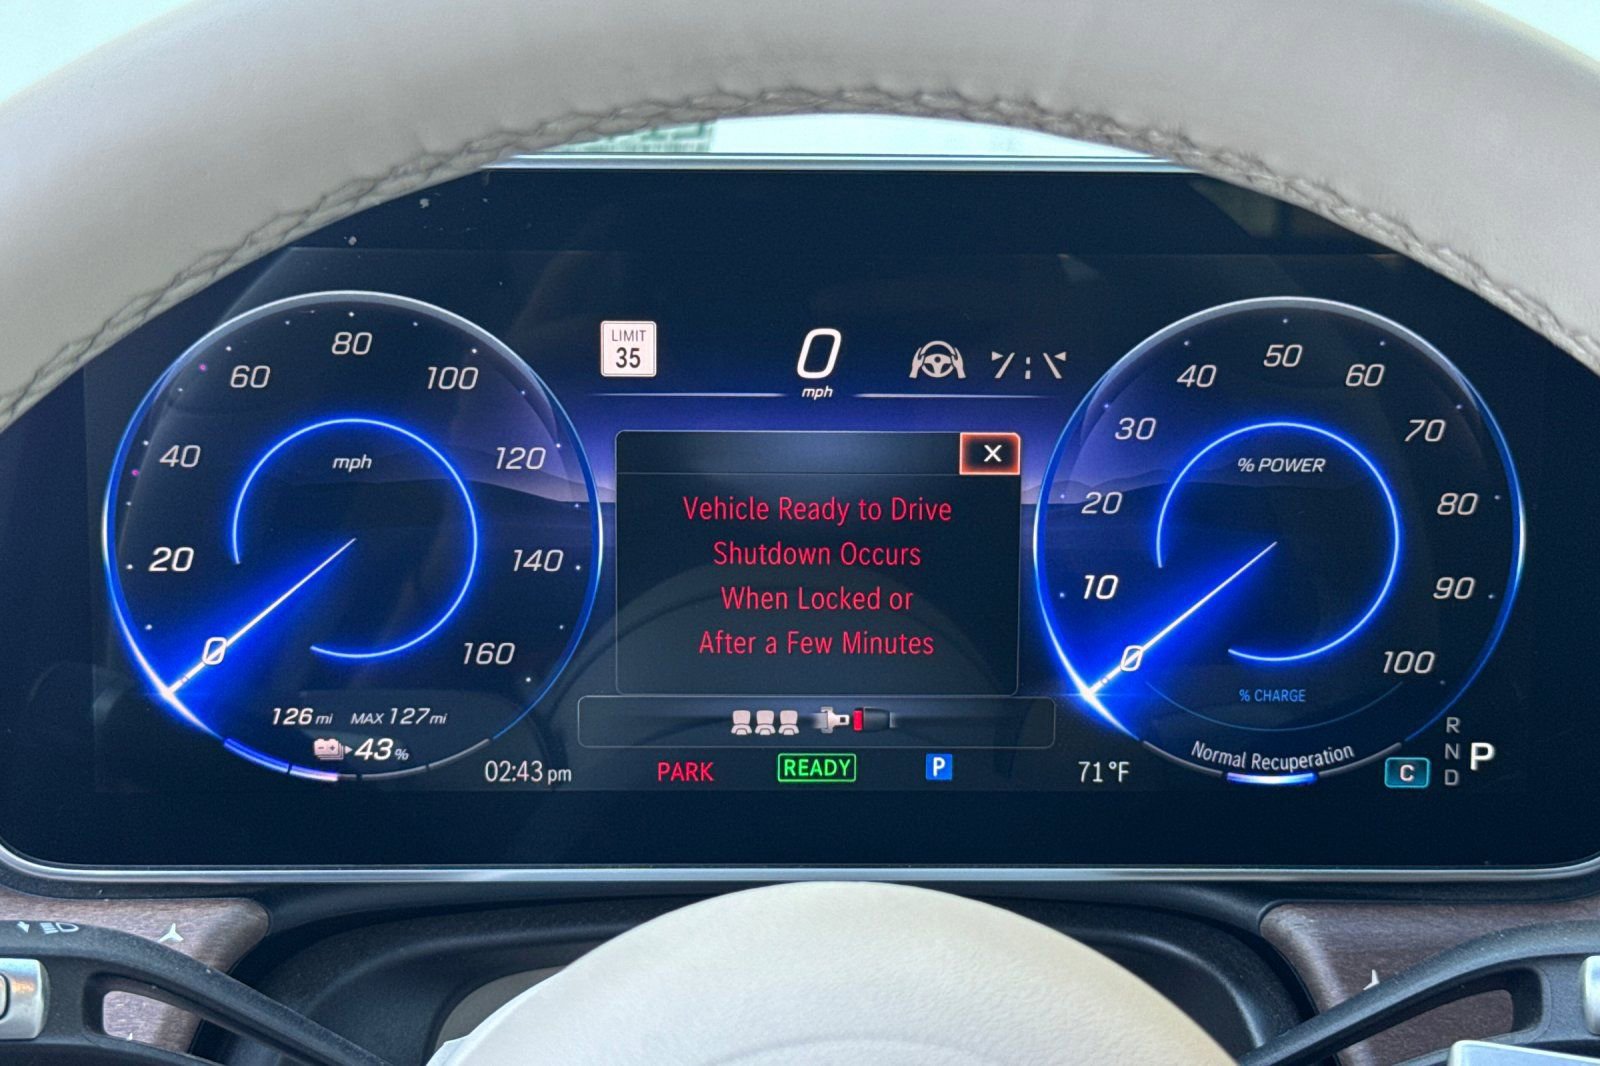 LIMIT
35
0
mph
80
60
100
40
120
mph
20
140
0
160
126 mi MAX 127 mi
43%
02:43 pm
X
Vehicle Ready to Drive
Shutdown Occurs
When Locked or
After a Few Minutes
PARK
READY
P
71°F
50
40
60
30
70
% POWER
20
80
10
90
0
100
% CHARGE
Normal Recuperation
C
R
N
D
P